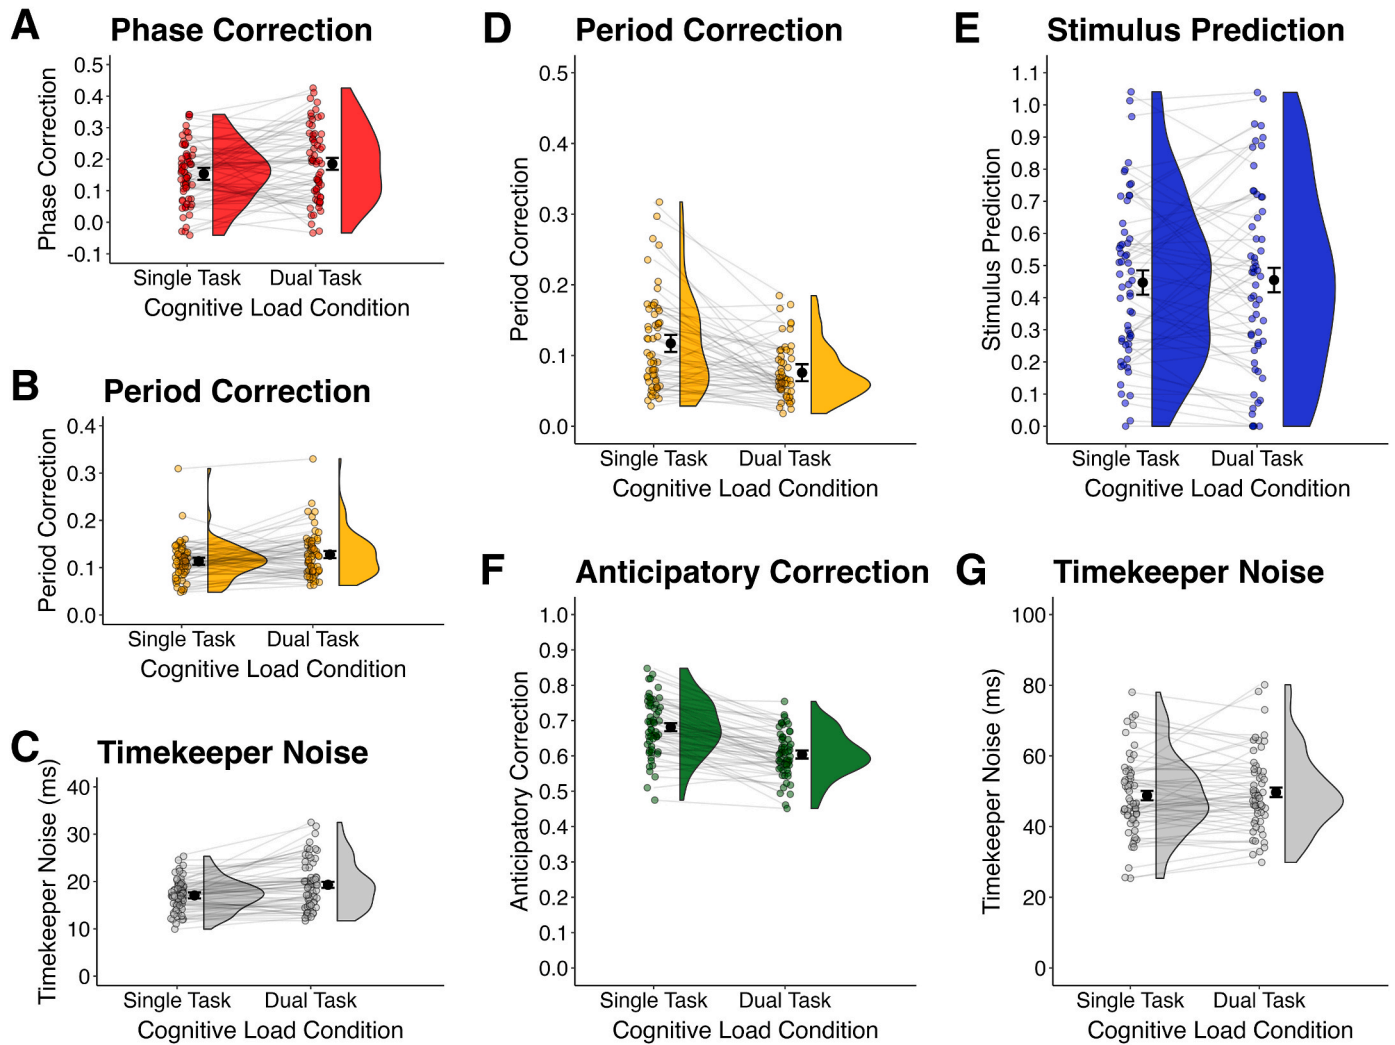 A
Phase Correction
Phase Correction
0.5
0.4
0.3
0.2
0.1
0.0
-0.1
Single Task
Dual Task
Cognitive Load Condition
B
Period Correction
Period Correction
0.4
0.3
0.2
0.1
0.0
Single Task
Dual Task
Cognitive Load Condition
C
Timekeeper Noise
Timekeeper Noise (ms)
40
30
20
10
0
Single Task
Dual Task
Cognitive Load Condition
D
Period Correction
Period Correction
0.5
0.4
0.3
0.2
0.1
0.0
Single Task
Dual Task
Cognitive Load Condition
E
Stimulus Prediction
Stimulus Prediction
1.1
1.0
0.9
0.8
0.7
0.6
0.5
0.4
0.3
0.2
0.1
0.0
Single Task
Dual Task
Cognitive Load Condition
F
Anticipatory Correction
Anticipatory Correction
1.0
0.9
0.8
0.7
0.6
0.5
0.4
0.3
0.2
0.1
0.0
Single Task
Dual Task
Cognitive Load Condition
G
Timekeeper Noise
Timekeeper Noise (ms)
100
80
60
40
20
0
Single Task
Dual Task
Cognitive Load Condition